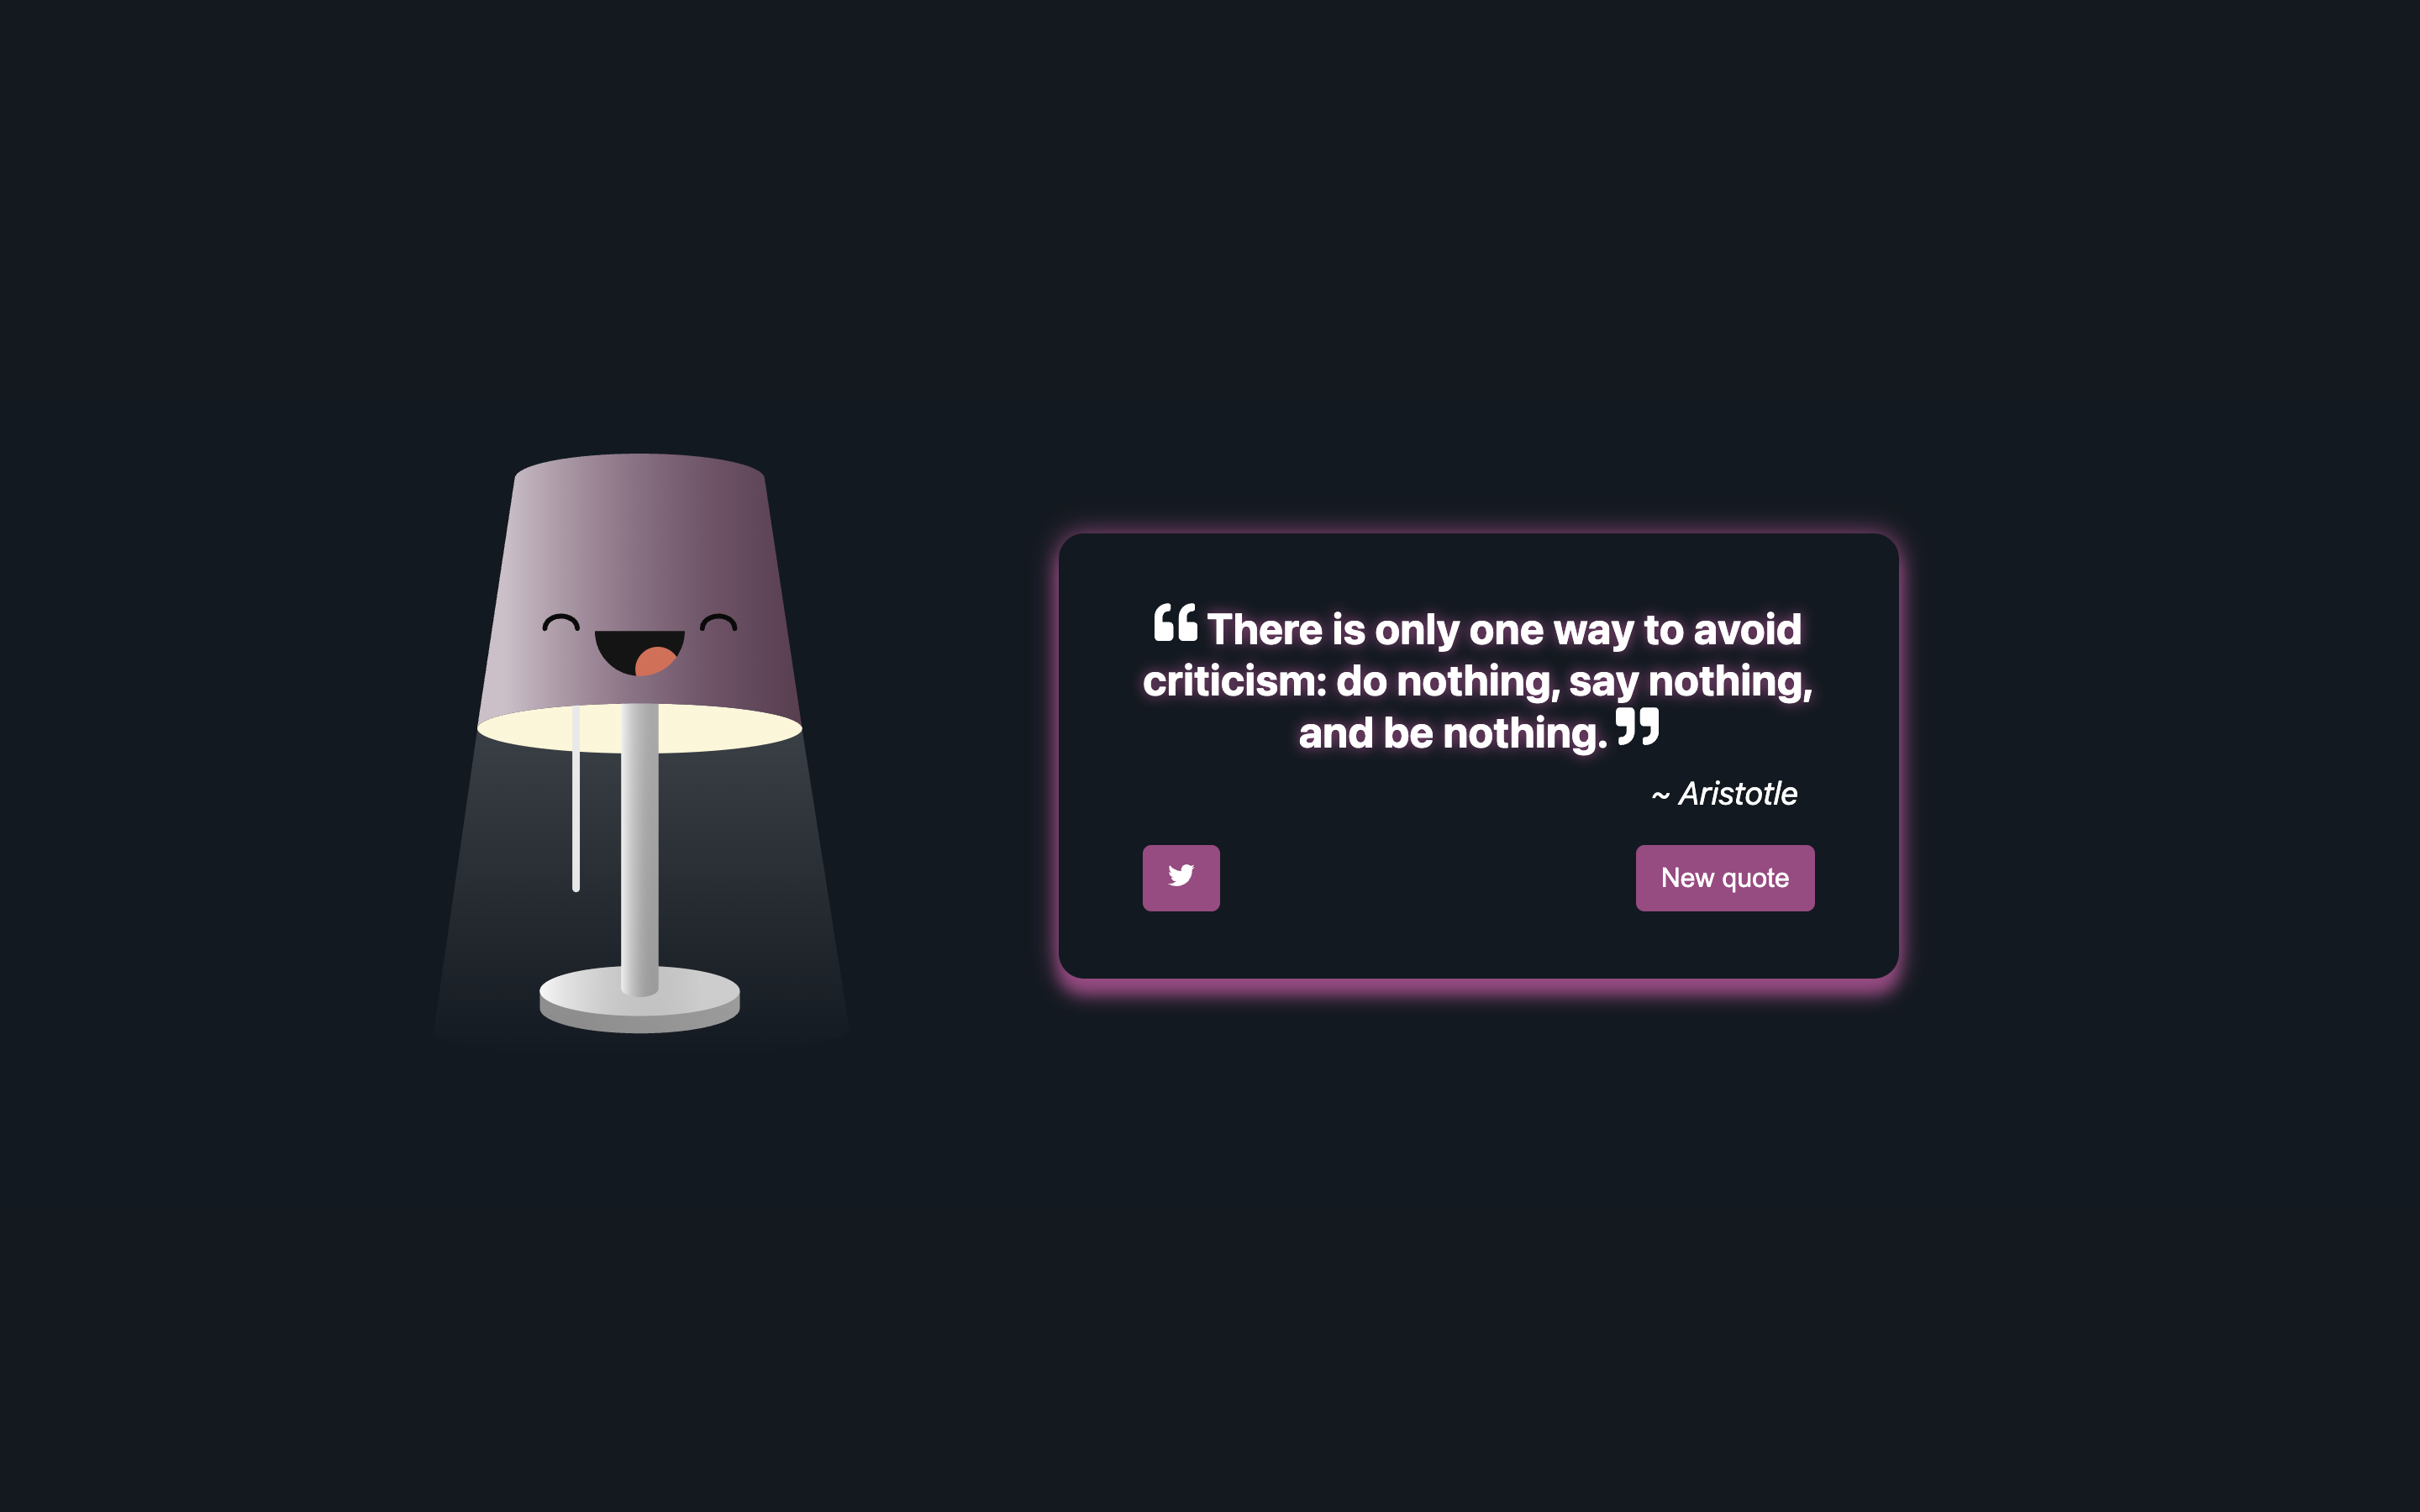 ❝ There is only one way to avoid
criticism: do nothing, say nothing,
and be nothing. ❞
~ Aristotle
New quote